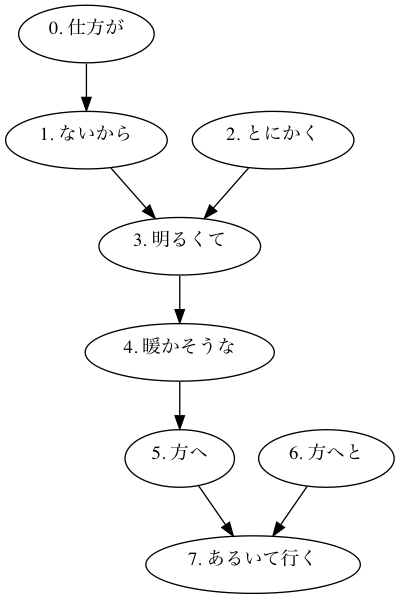 0. 仕方が
1. ないから
2. とにかく
3. 明るくて
4. 暖かそうな
5. 方へ
6. 方へと
7. あるいて行く